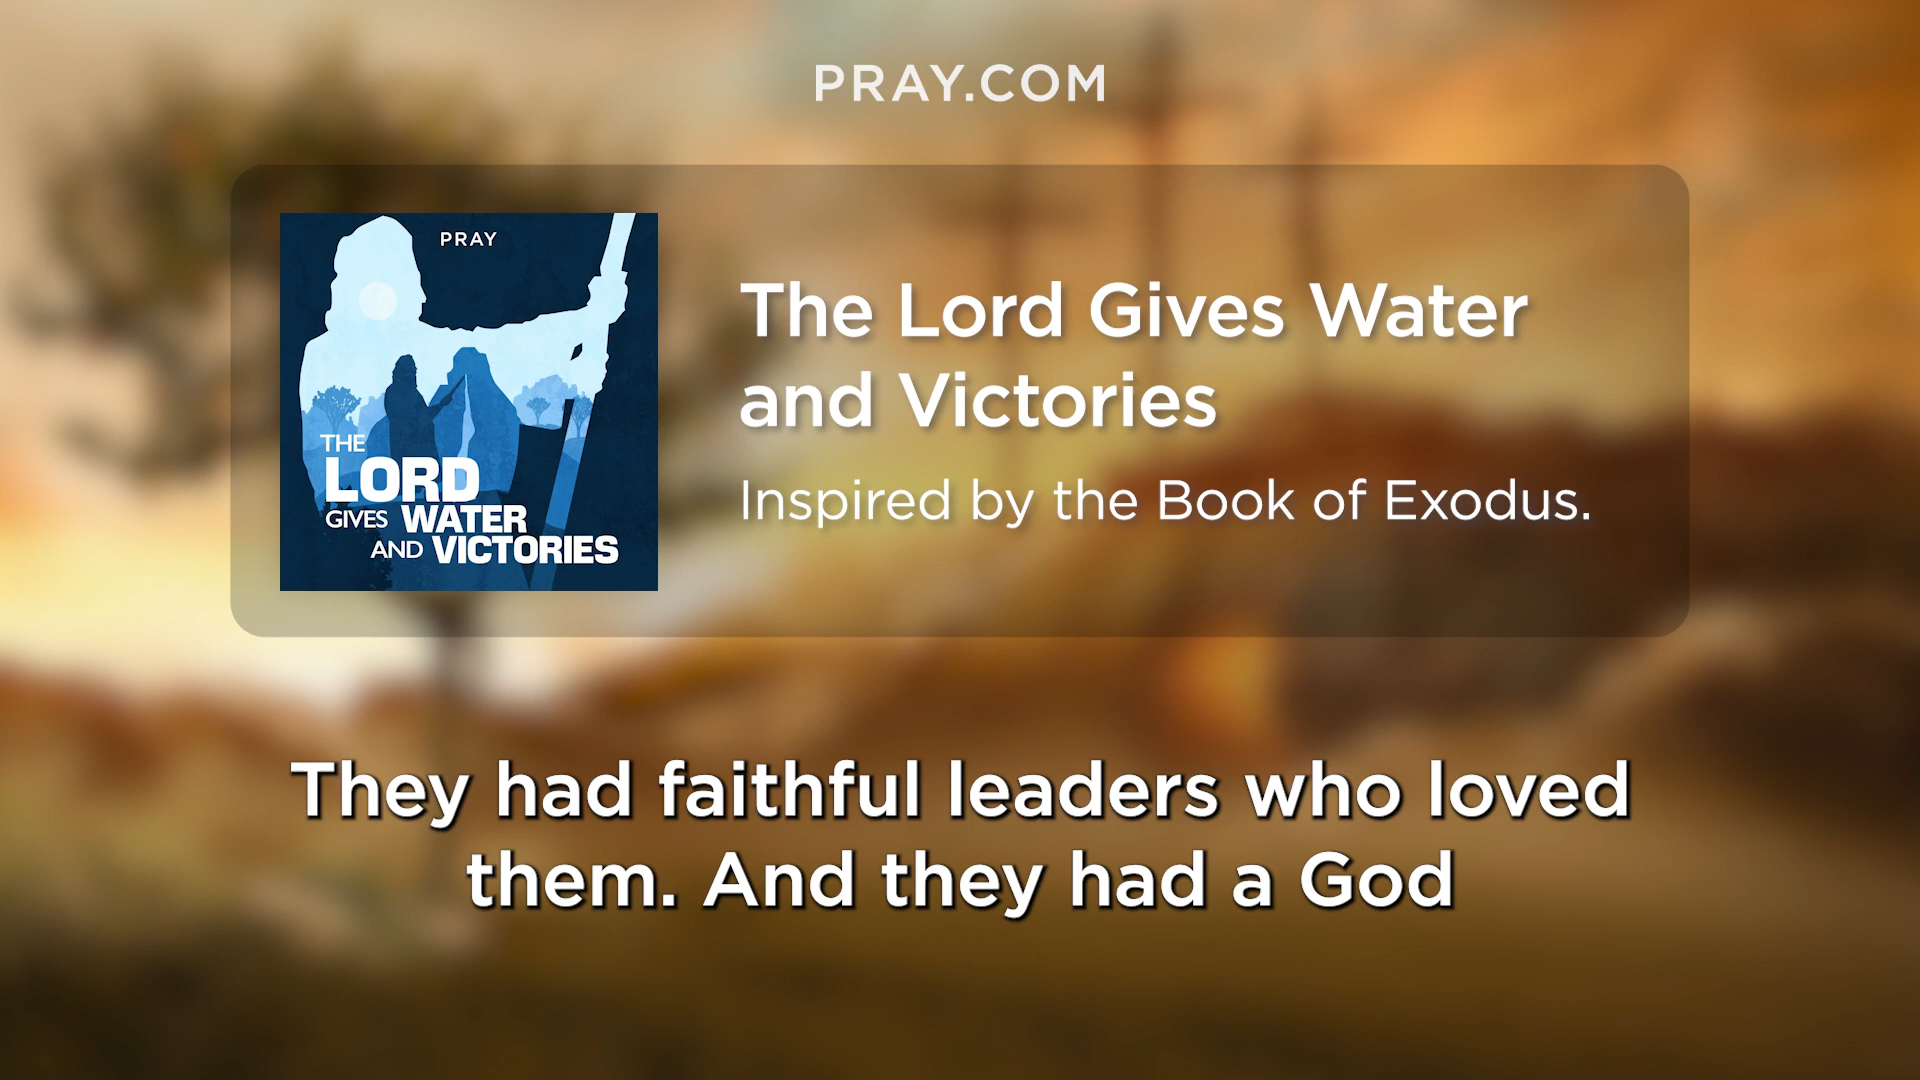 PRAY.COM
PRAY
THE
LORD
GIVES WATER
AND VICTORIES
The Lord Gives Water
and Victories
Inspired by the Book of Exodus.
They had faithful leaders who loved
them. And they had a God